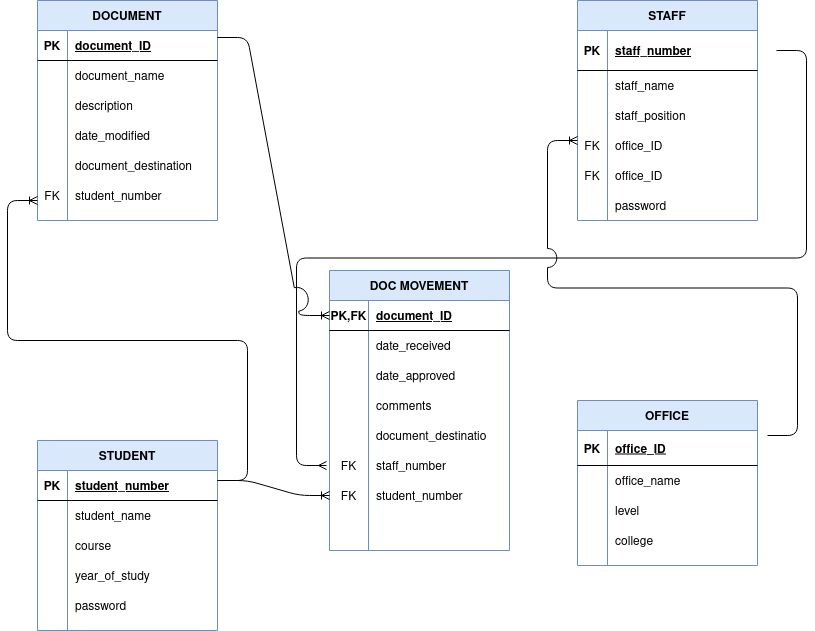 DOCUMENT
PK document_ID
document_name
description
date_modified
document_destination
FK student_number
STAFF
PK staff_number
staff_name
staff_position
FK office_ID
FK office_ID
password
DOC MOVEMENT
PK,FK document_ID
date_received
date_approved
comments
document_destinatio
FK staff_number
FK student_number
STUDENT
PK student_number
student_name
course
year_of_study
password
OFFICE
PK office_ID
office_name
level
college